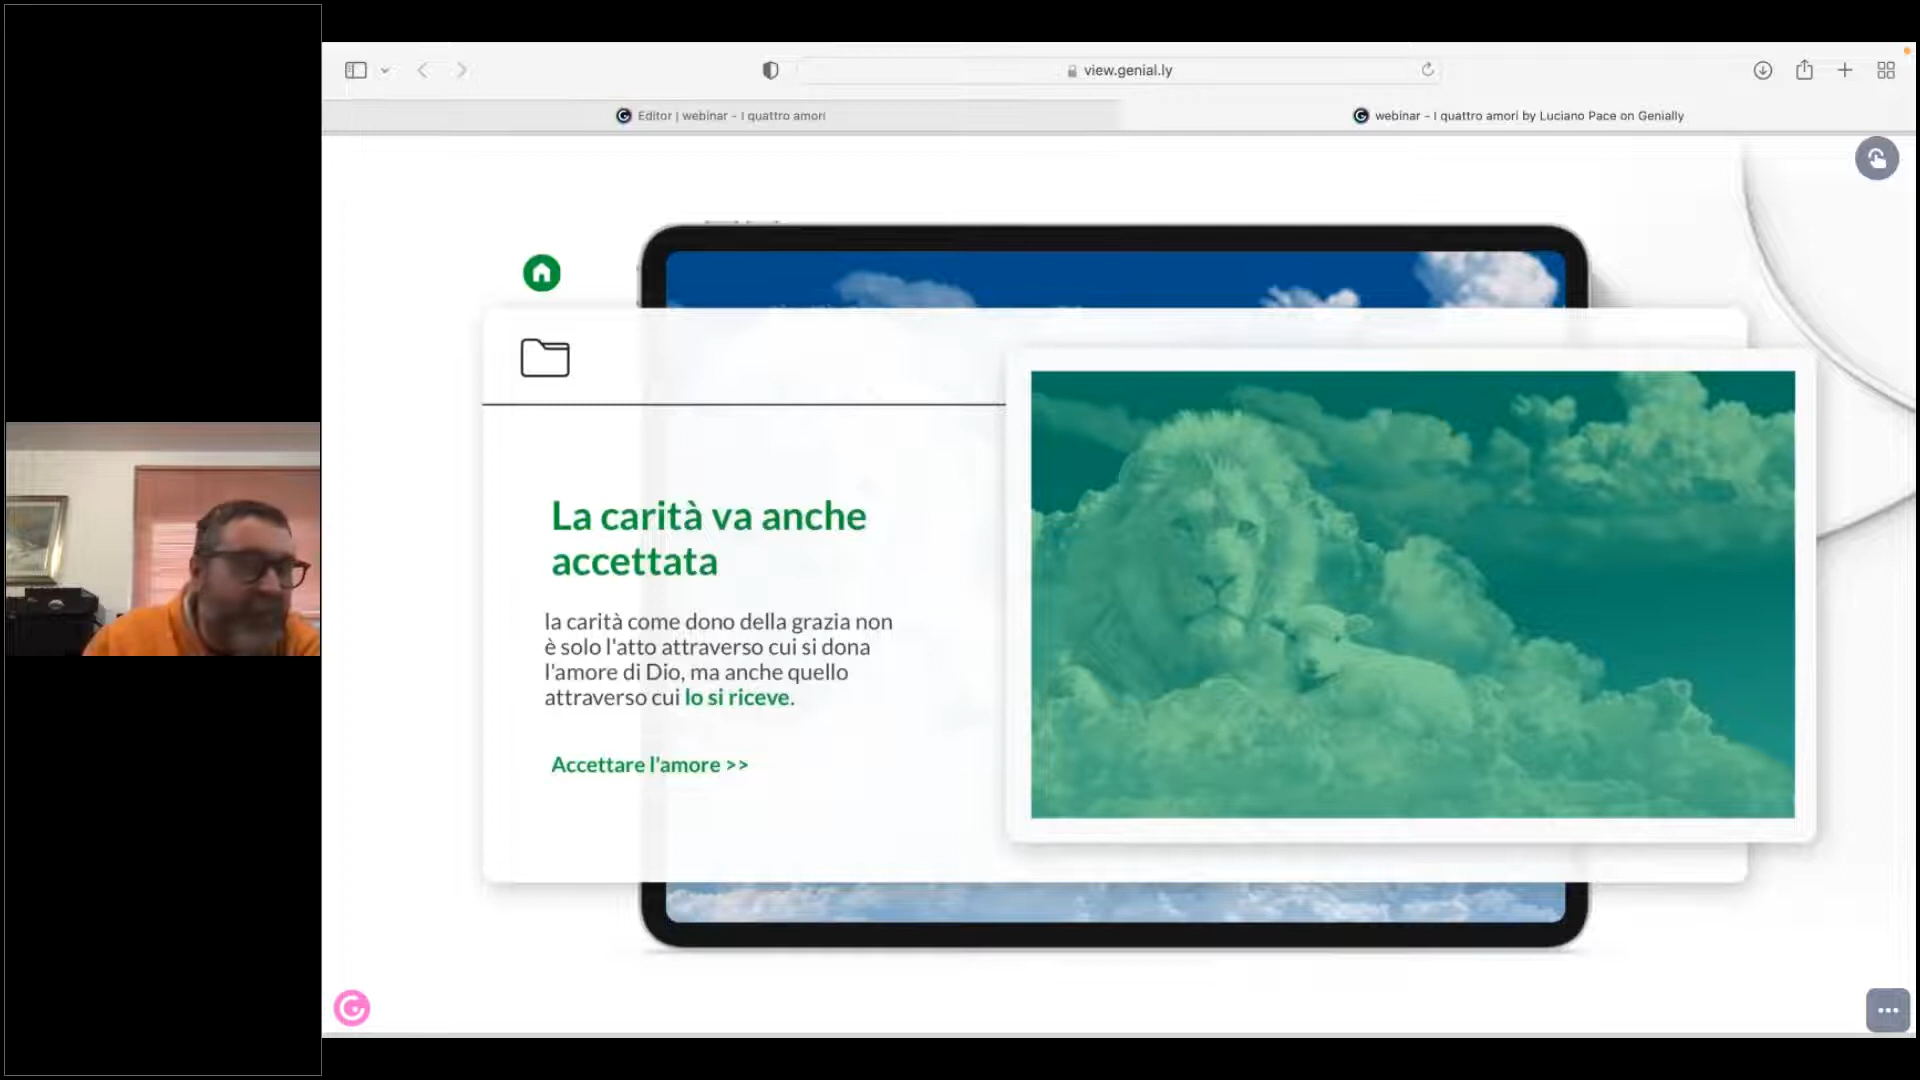 view.genial.ly
Editor | webinar - I quattro amori
webinar - I quattro amori by Luciano Pace on Genially
La carità va anche
accettata
la carità come dono della grazia non
è solo l'atto attraverso cui si dona
l'amore di Dio, ma anche quello
attraverso cui lo si riceve.
Accettare l'amore >>